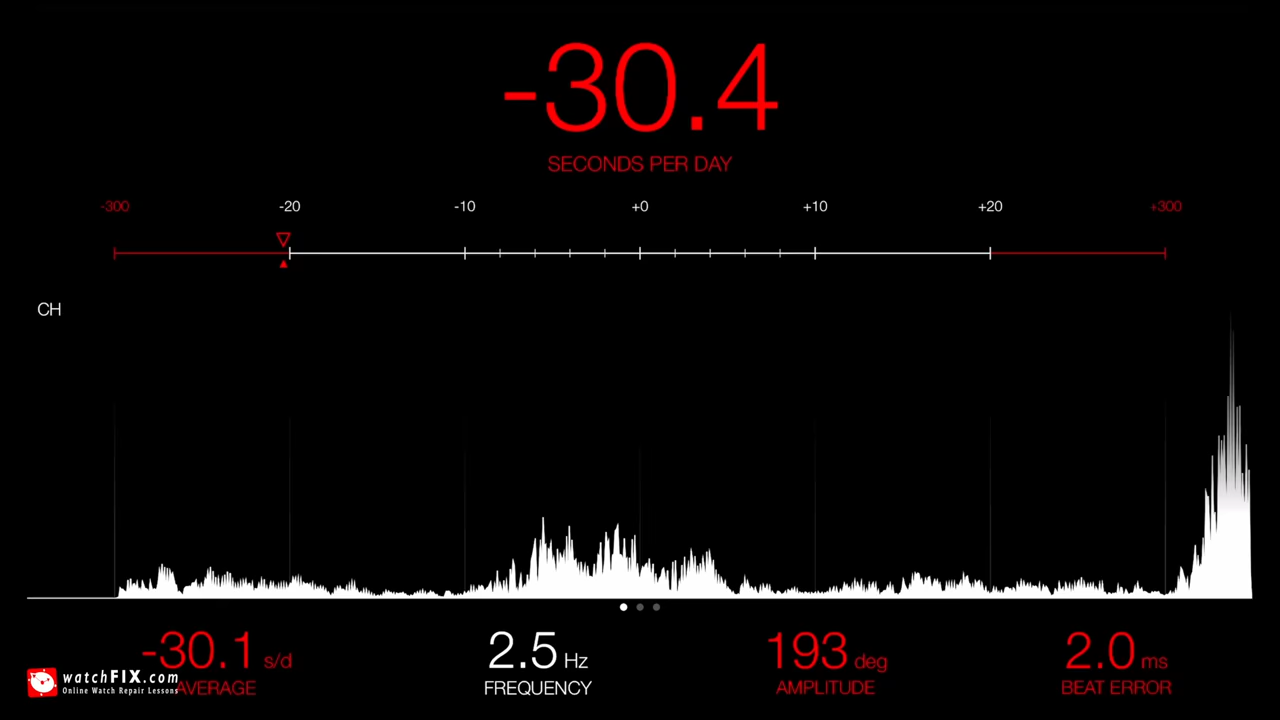 -30.4
SECONDS PER DAY
-300 -20 -10 +0 +10 +20 +300
CH
-30.1 s/d 2.5 Hz 193 deg 2.0 ms
AVERAGE FREQUENCY AMPLITUDE BEAT ERROR
watchFIX.com
Online Watch Repair Lessons